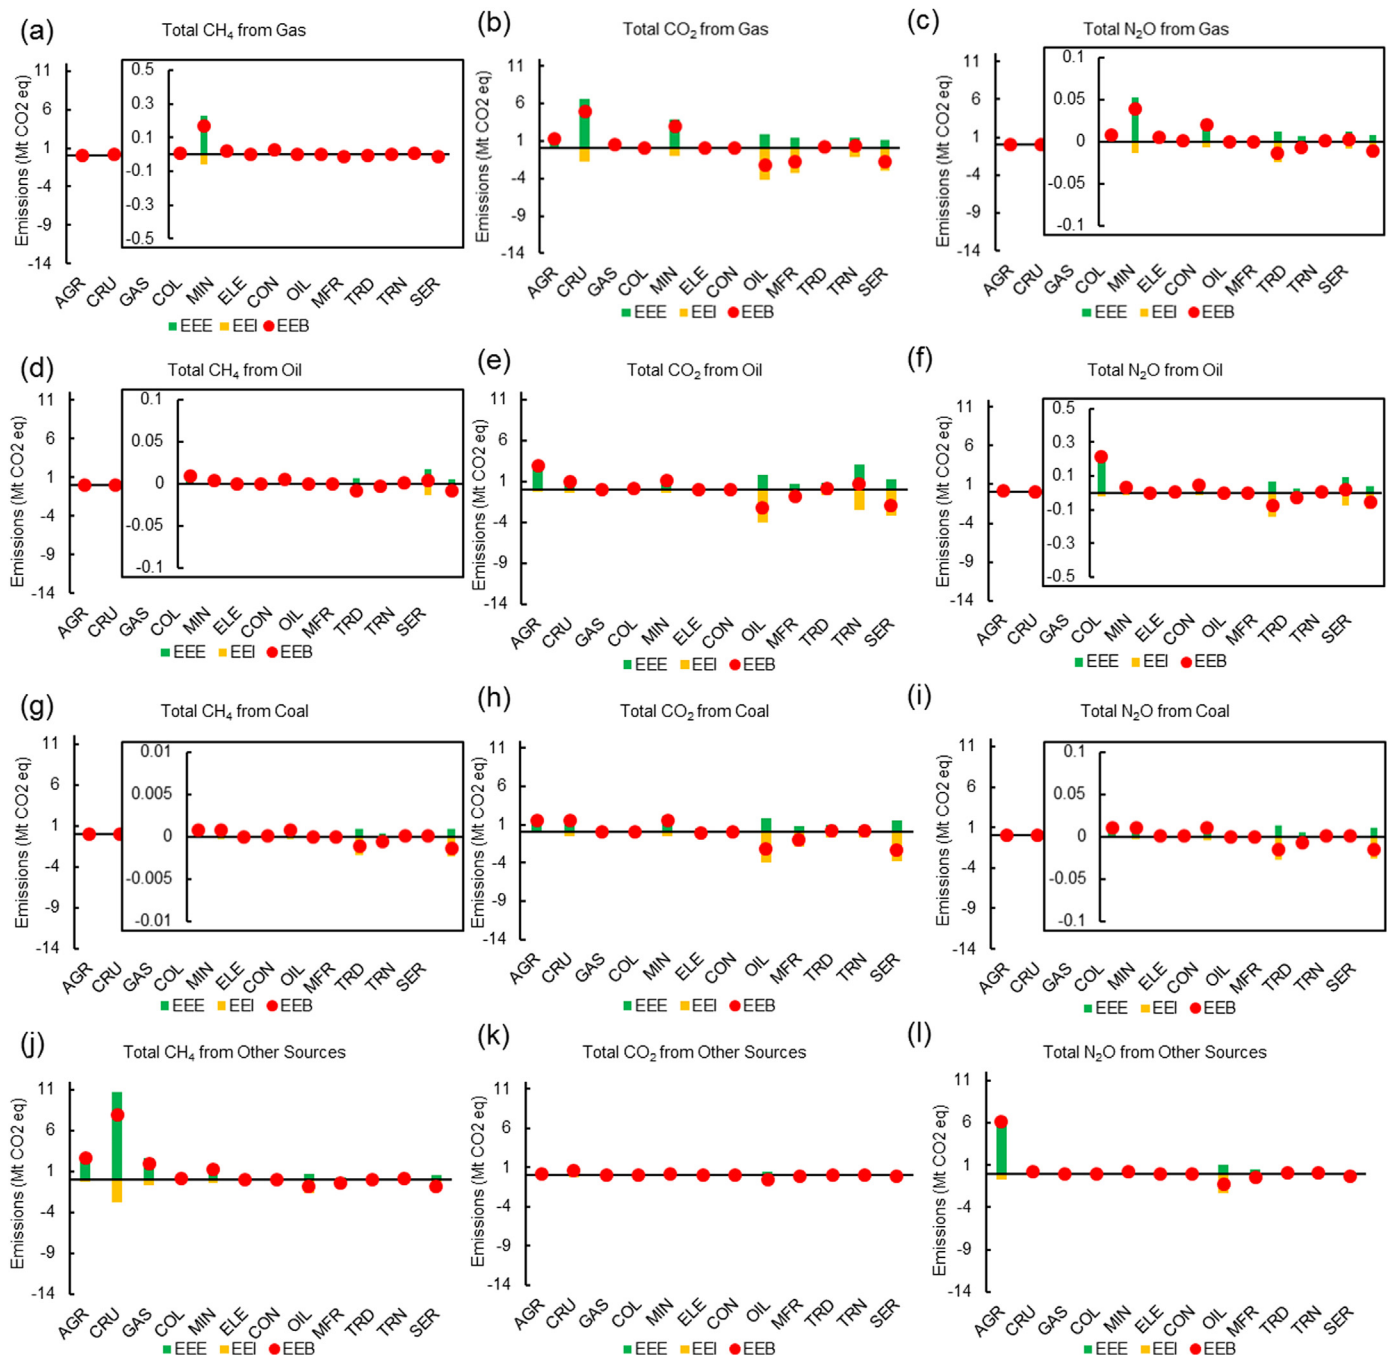 (a)
Total CH₄ from Gas
Emissions (Mt CO2 eq)
11
6
1
-4
-9
-14
0.5
0.3
0.1
-0.1
-0.3
-0.5
AGR CRU GAS COL MIN ELE CON OIL MFR TRD TRN SER
EEE EEI EEB
(b)
Total CO₂ from Gas
Emissions (Mt CO2 eq)
11
6
1
-4
-9
-14
AGR CRU GAS COL MIN ELE CON OIL MFR TRD TRN SER
EEE EEI EEB
(c)
Total N₂O from Gas
Emissions (Mt CO2 eq)
11
6
1
-4
-9
-14
0.1
0.05
0
-0.05
-0.1
AGR CRU GAS COL MIN ELE CON OIL MFR TRD TRN SER
EEE EEI EEB
(d)
Total CH₄ from Oil
Emissions (Mt CO2 eq)
11
6
1
-4
-9
-14
0.1
0.05
0
-0.05
-0.1
AGR CRU GAS COL MIN ELE CON OIL MFR TRD TRN SER
EEE EEI EEB
(e)
Total CO₂ from Oil
Emissions (Mt CO2 eq)
11
6
1
-4
-9
-14
AGR CRU GAS COL MIN ELE CON OIL MFR TRD TRN SER
EEE EEI EEB
(f)
Total N₂O from Oil
Emissions (Mt CO2 eq)
11
6
1
-4
-9
-14
0.5
0.3
0.1
-0.1
-0.3
-0.5
AGR CRU GAS COL MIN ELE CON OIL MFR TRD TRN SER
EEE EEI EEB
(g)
Total CH₄ from Coal
Emissions (Mt CO2 eq)
11
6
1
-4
-9
-14
0.01
0.005
0
-0.005
-0.01
AGR CRU GAS COL MIN ELE CON OIL MFR TRD TRN SER
EEE EEI EEB
(h)
Total CO₂ from Coal
Emissions (Mt CO2 eq)
11
6
1
-4
-9
-14
AGR CRU GAS COL MIN ELE CON OIL MFR TRD TRN SER
EEE EEI EEB
(i)
Total N₂O from Coal
Emissions (Mt CO2 eq)
11
6
1
-4
-9
-14
0.1
0.05
0
-0.05
-0.1
AGR CRU GAS COL MIN ELE CON OIL MFR TRD TRN SER
EEE EEI EEB
(j)
Total CH₄ from Other Sources
Emissions (Mt CO2 eq)
11
6
1
-4
-9
-14
AGR CRU GAS COL MIN ELE CON OIL MFR TRD TRN SER
EEE EEI EEB
(k)
Total CO₂ from Other Sources
Emissions (Mt CO2 eq)
11
6
1
-4
-9
-14
AGR CRU GAS COL MIN ELE CON OIL MFR TRD TRN SER
EEE EEI EEB
(l)
Total N₂O from Other Sources
Emissions (Mt CO2 eq)
11
6
1
-4
-9
-14
AGR CRU GAS COL MIN ELE CON OIL MFR TRD TRN SER
EEE EEI EEB